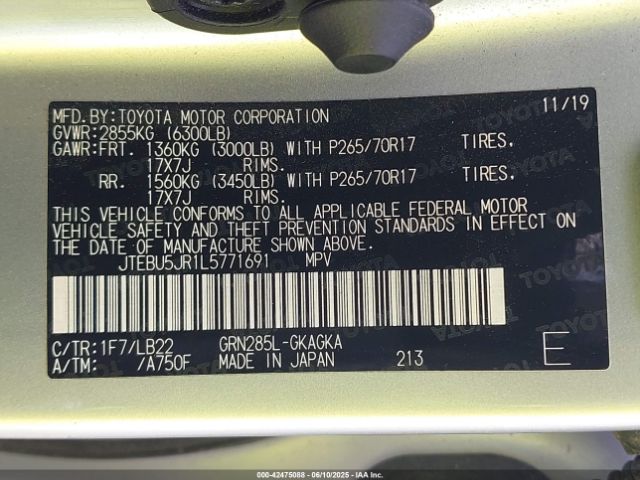 MFD.BY:TOYOTA MOTOR CORPORATION 11/19
GVWR:2855KG (6300LB)
GAWR:FRT. 1360KG (3000LB) WITH P265/70R17 TIRES.
17X7J RIMS.
RR. 1560KG (3450LB) WITH P265/70R17 TIRES.
17X7J RIMS.
THIS VEHICLE CONFORMS TO ALL APPLICABLE FEDERAL MOTOR
VEHICLE SAFETY AND THEFT PREVENTION STANDARDS IN EFFECT ON
THE DATE OF MANUFACTURE SHOWN ABOVE.
JTEBU5JR1L5771691 MPV
C/TR:1F7/LB22 GRN285L-GKAGKA
A/TM: /A750F MADE IN JAPAN 213 E
000-42475088 - 06/10/2025 - IAAI.COM